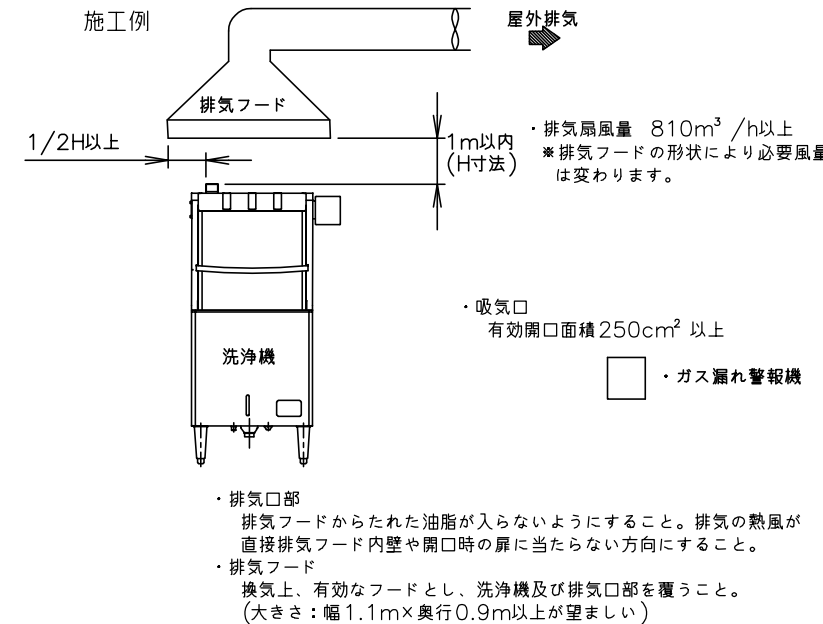 施工例
屋外排気
排気フード
1/2H以上
1m以内
(H寸法)
・排気扇風量 810m³/h以上
※排気フードの形状により必要風量
は変わります。
・吸気口
有効開口面積250cm² 以上
洗浄機
・ガス漏れ警報機
・排気口部
排気フードからたれた油脂が入らないようにすること。排気の熱風が
直接排気フード内壁や開口時の扉に当たらない方向にすること。
・排気フード
換気上、有効なフードとし、洗浄機及び排気口部を覆うこと。
(大きさ：幅1.1m×奥行0.9m以上が望ましい)